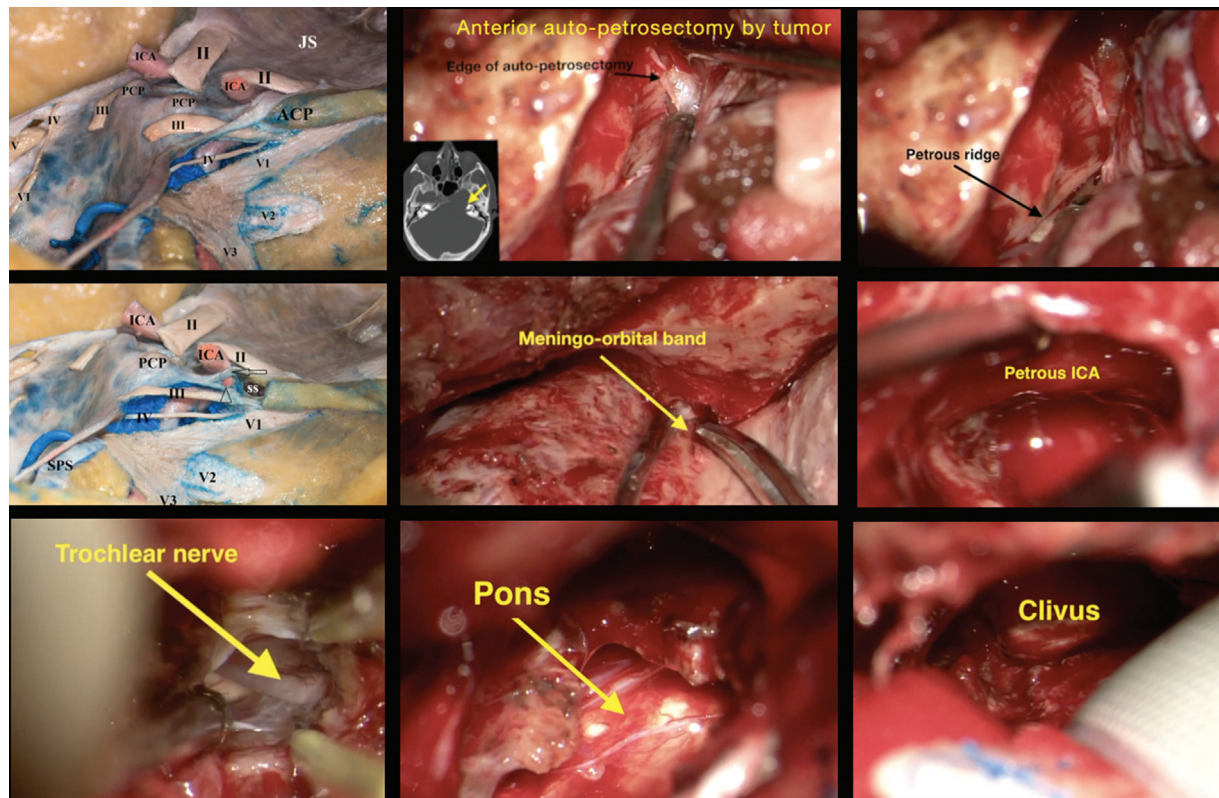 ICA
II
JS
ICA
II
PCP
PCP
III
ACP
III
IV
V
IV
V1
V1
V2
V3
Anterior auto-petrosectomy by tumor
Edge of auto-petrosectomy
Petrous ridge
ICA
II
ICA
II
PCP
SS
III
IV
V1
SPS
V2
V3
Meningo-orbital band
Petrous ICA
Trochlear nerve
Pons
Clivus